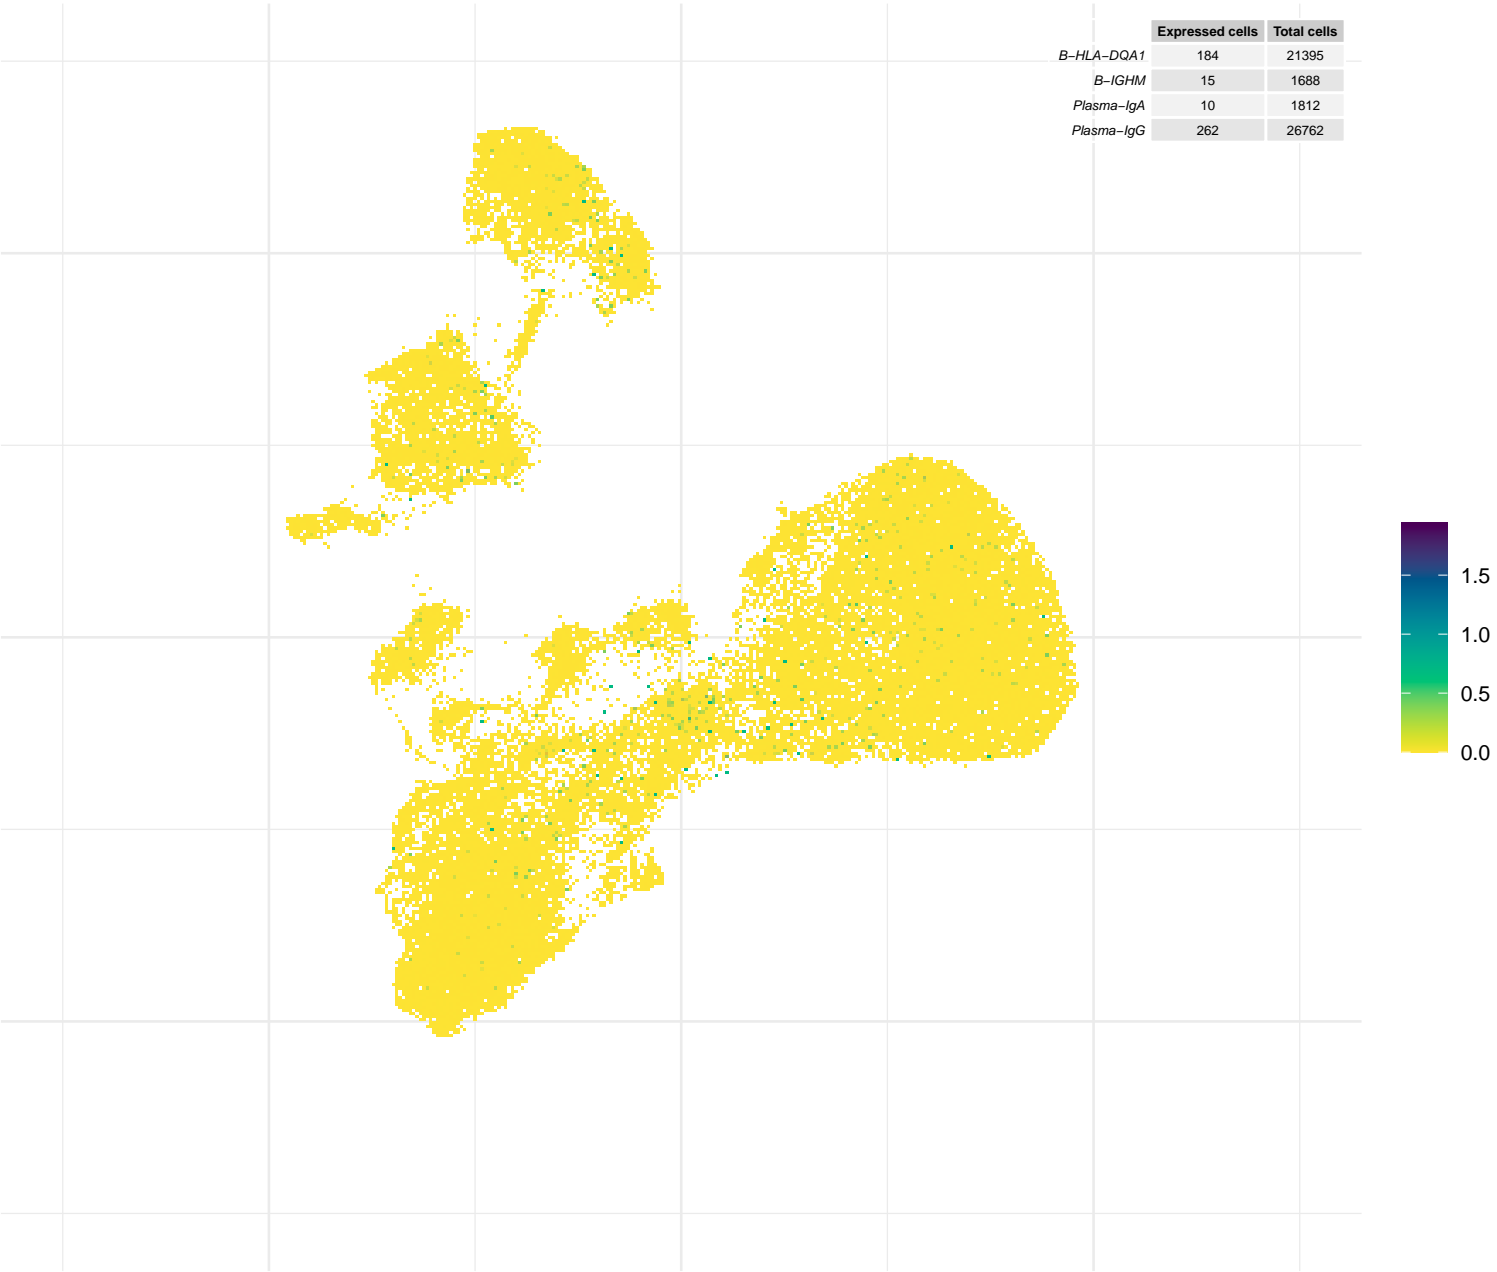 Expressed cells Total cells
B−HLA−DQA1 184 21395
B−IGHM 15 1688
Plasma−IgA 10 1812
Plasma−IgG 262 26762
1.5
1.0
0.5
0.0